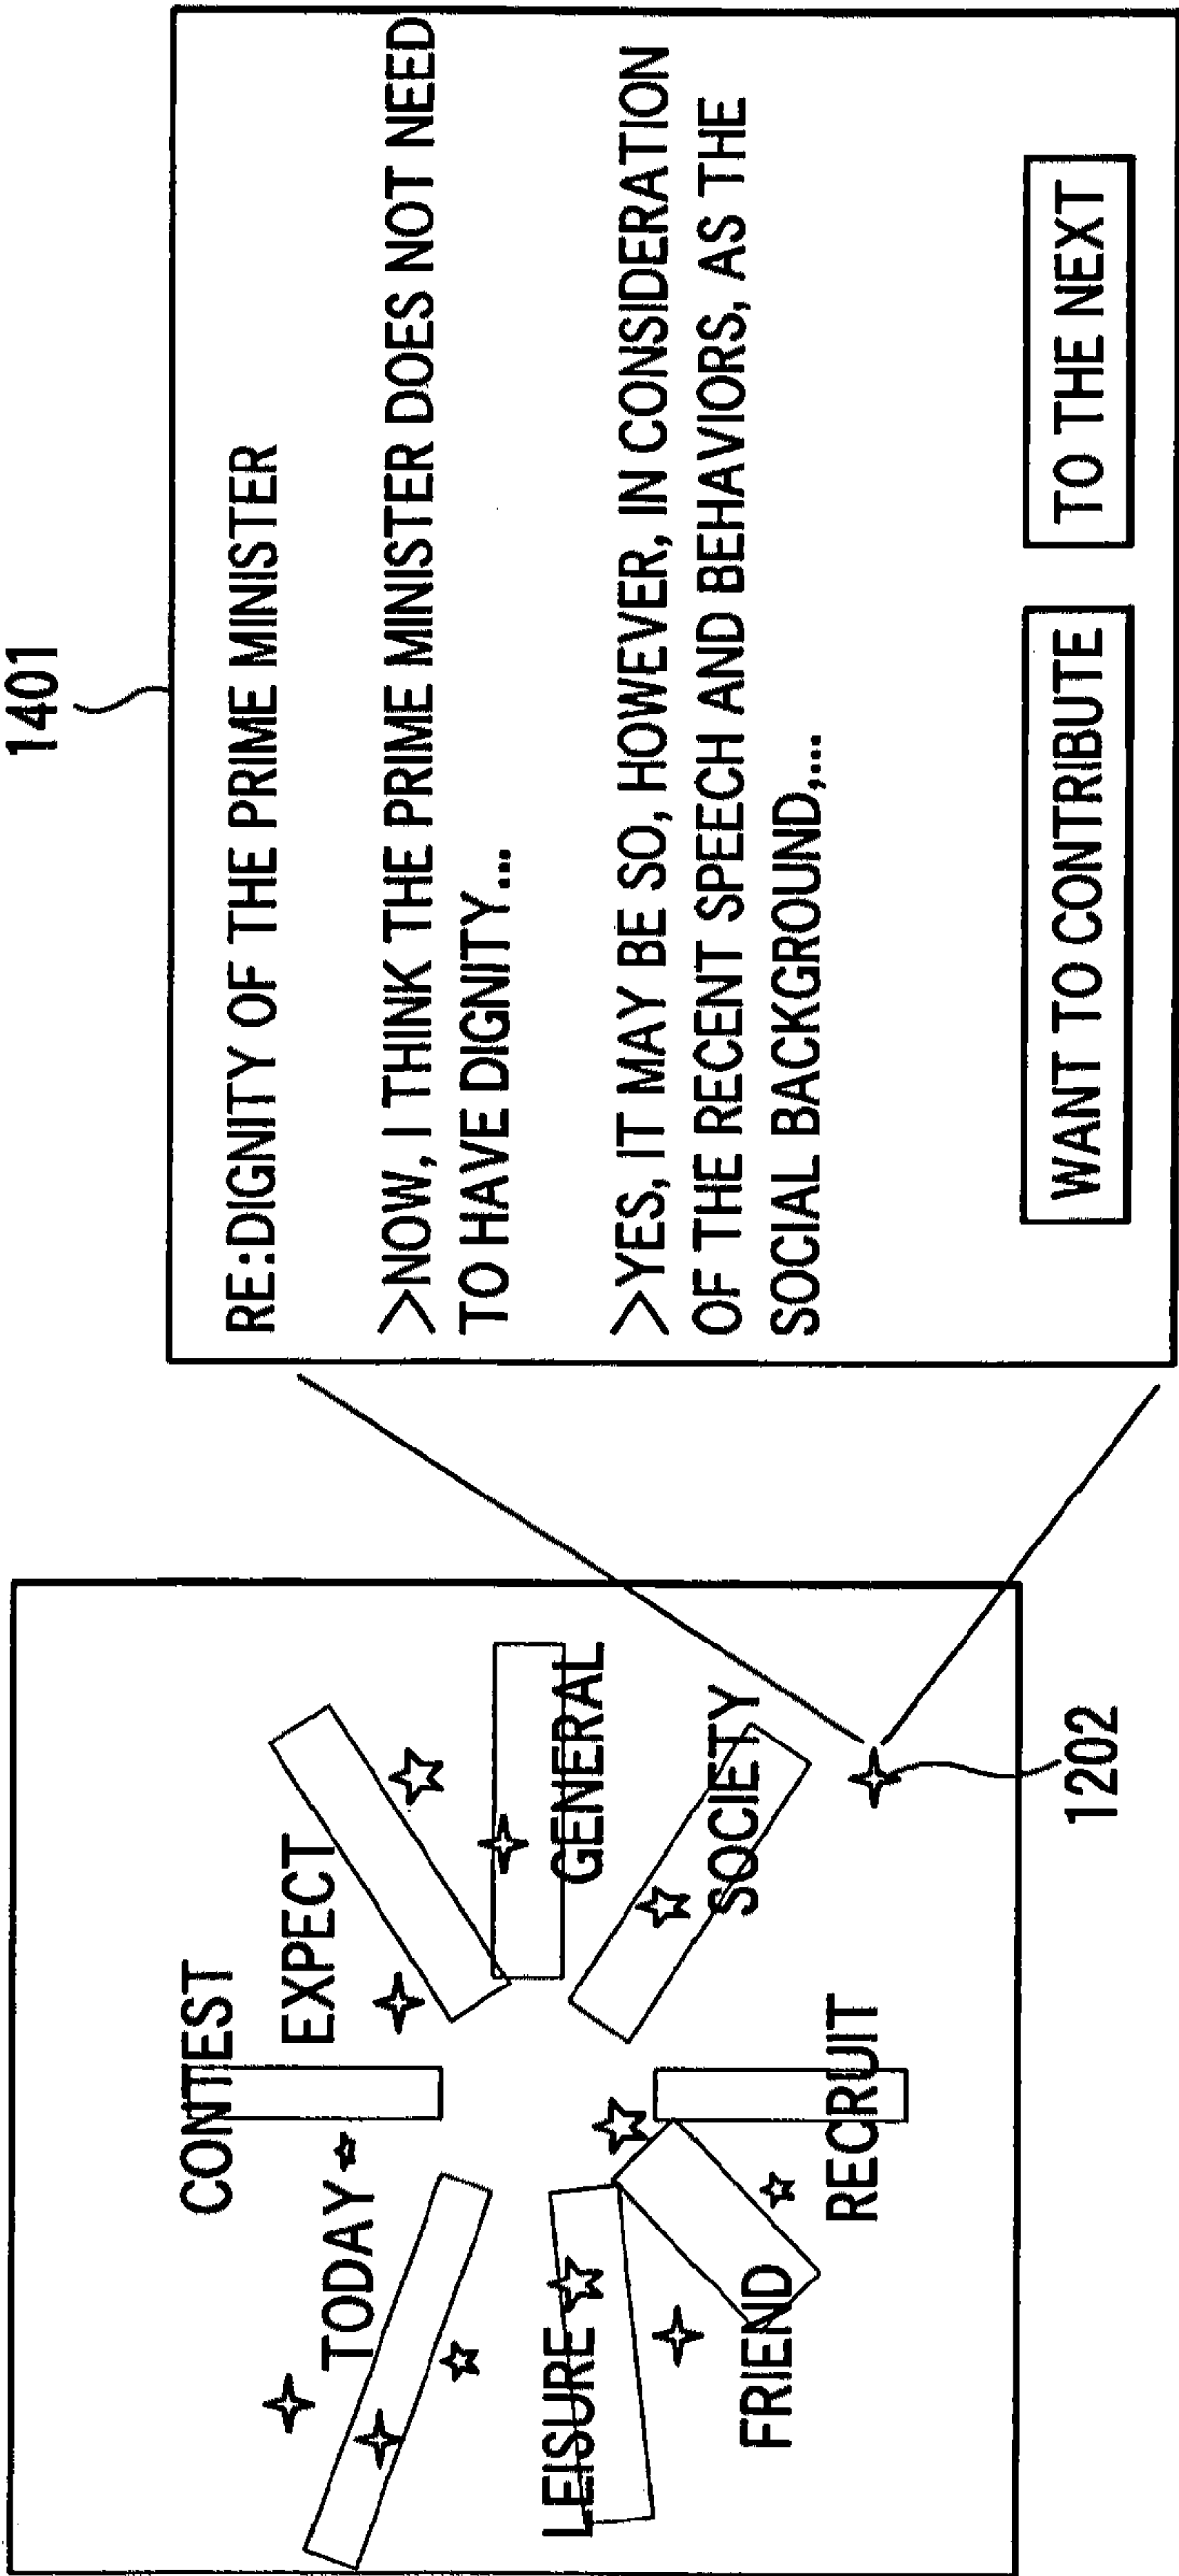 CONTEST
EXPECT
TODAY
GENERAL
LEISURE
SOCIETY
FRIEND
RECRUIT
1202
1401
RE:DIGNITY OF THE PRIME MINISTER
>NOW, I THINK THE PRIME MINISTER DOES NOT NEED
TO HAVE DIGNITY...
>YES, IT MAY BE SO, HOWEVER, IN CONSIDERATION
OF THE RECENT SPEECH AND BEHAVIORS, AS THE
SOCIAL BACKGROUND,...
WANT TO CONTRIBUTE
TO THE NEXT